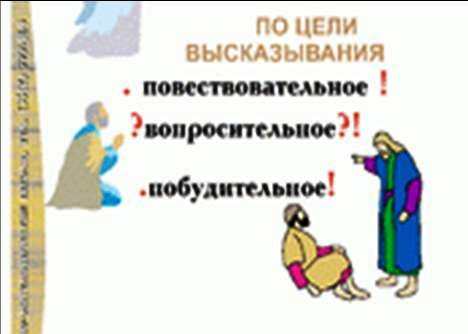 ПО ЦЕЛИ
ВЫСКАЗЫВАНИЯ
. повествовательное !
?вопросительное?!
.побудительное!